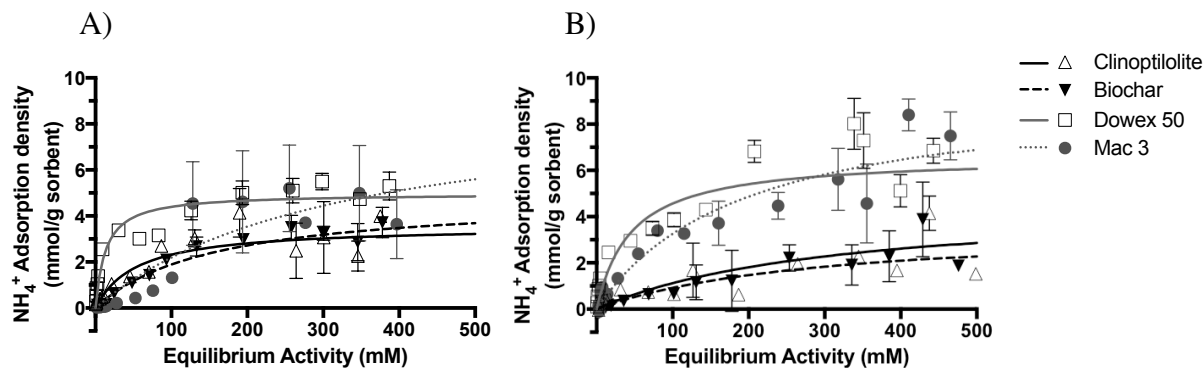 A)
NH₄⁺ Adsorption density
(mmol/g sorbent)
10
8
6
4
2
0
100 200 300 400 500
Equilibrium Activity (mM)
B)
NH₄⁺ Adsorption density
(mmol/g sorbent)
10
8
6
4
2
0
0 100 200 300 400 500
Equilibrium Activity (mM)
Clinoptilolite
Biochar
Dowex 50
Mac 3